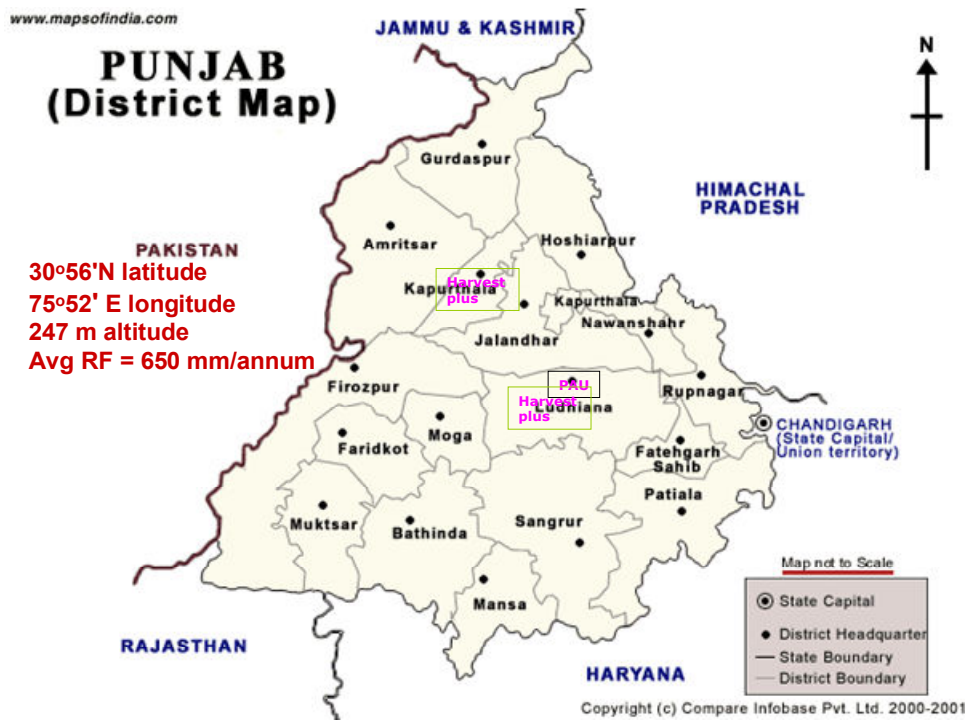 www.mapsofindia.com
JAMMU & KASHMIR
PUNJAB
(District Map)
N
Gurdaspur
HIMACHAL
PRADESH
Hoshiarpur
Amritsar
PAKISTAN
30°56'N latitude
75°52' E longitude
247 m altitude
Avg RF = 650 mm/annum
Kapurthala
Harvest
plus
Kapurthala
Nawanshahr
Jalandhar
Firozpur
PAU
Rupnagar
Harvest
plus
Ludhiana
Moga
Faridkot
CHANDIGARH
(State Capital/
Union territory)
Fatehgarh
Sahib
Patiala
Muktsar
Bathinda
Sangrur
Mansa
Map not to Scale
State Capital
District Headquarter
State Boundary
District Boundary
RAJASTHAN
HARYANA
Copyright (c) Compare Infobase Pvt. Ltd. 2000-2001